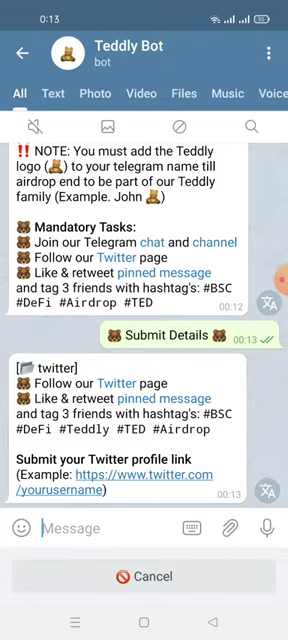 0:13
51
Teddly Bot
bot
All Text Photo Video Files Music Voice
‼️ NOTE: You must add the Teddly
logo (🧸) to your telegram name till
airdrop end to be part of our Teddly
family (Example. John 🧸)
🐻 Mandatory Tasks:
🐻 Join our Telegram chat and channel
🐻 Follow our Twitter page
🐻 Like & retweet pinned message
and tag 3 friends with hashtag's: #BSC
#DeFi #Airdrop #TED
00:12
🐻 Submit Details 🐻
00:13
[📂 twitter]
🐻 Follow our Twitter page
🐻 Like & retweet pinned message
and tag 3 friends with hashtag's: #BSC
#DeFi #Teddly #TED #Airdrop
Submit your Twitter profile link
(Example: https://www.twitter.com
/yourusername)
00:13
Message
🚫 Cancel